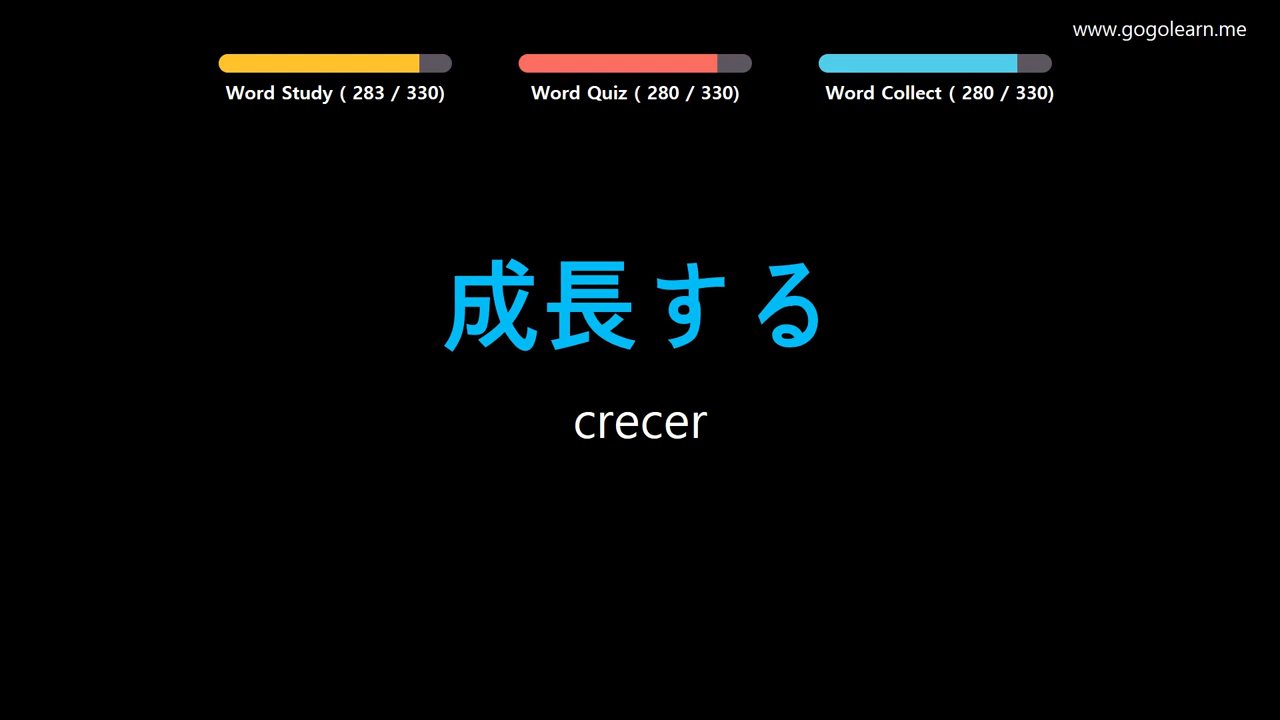 www.gogolearn.me
Word Study ( 283 / 330)
Word Quiz ( 280 / 330)
Word Collect ( 280 / 330)
成長する
crecer